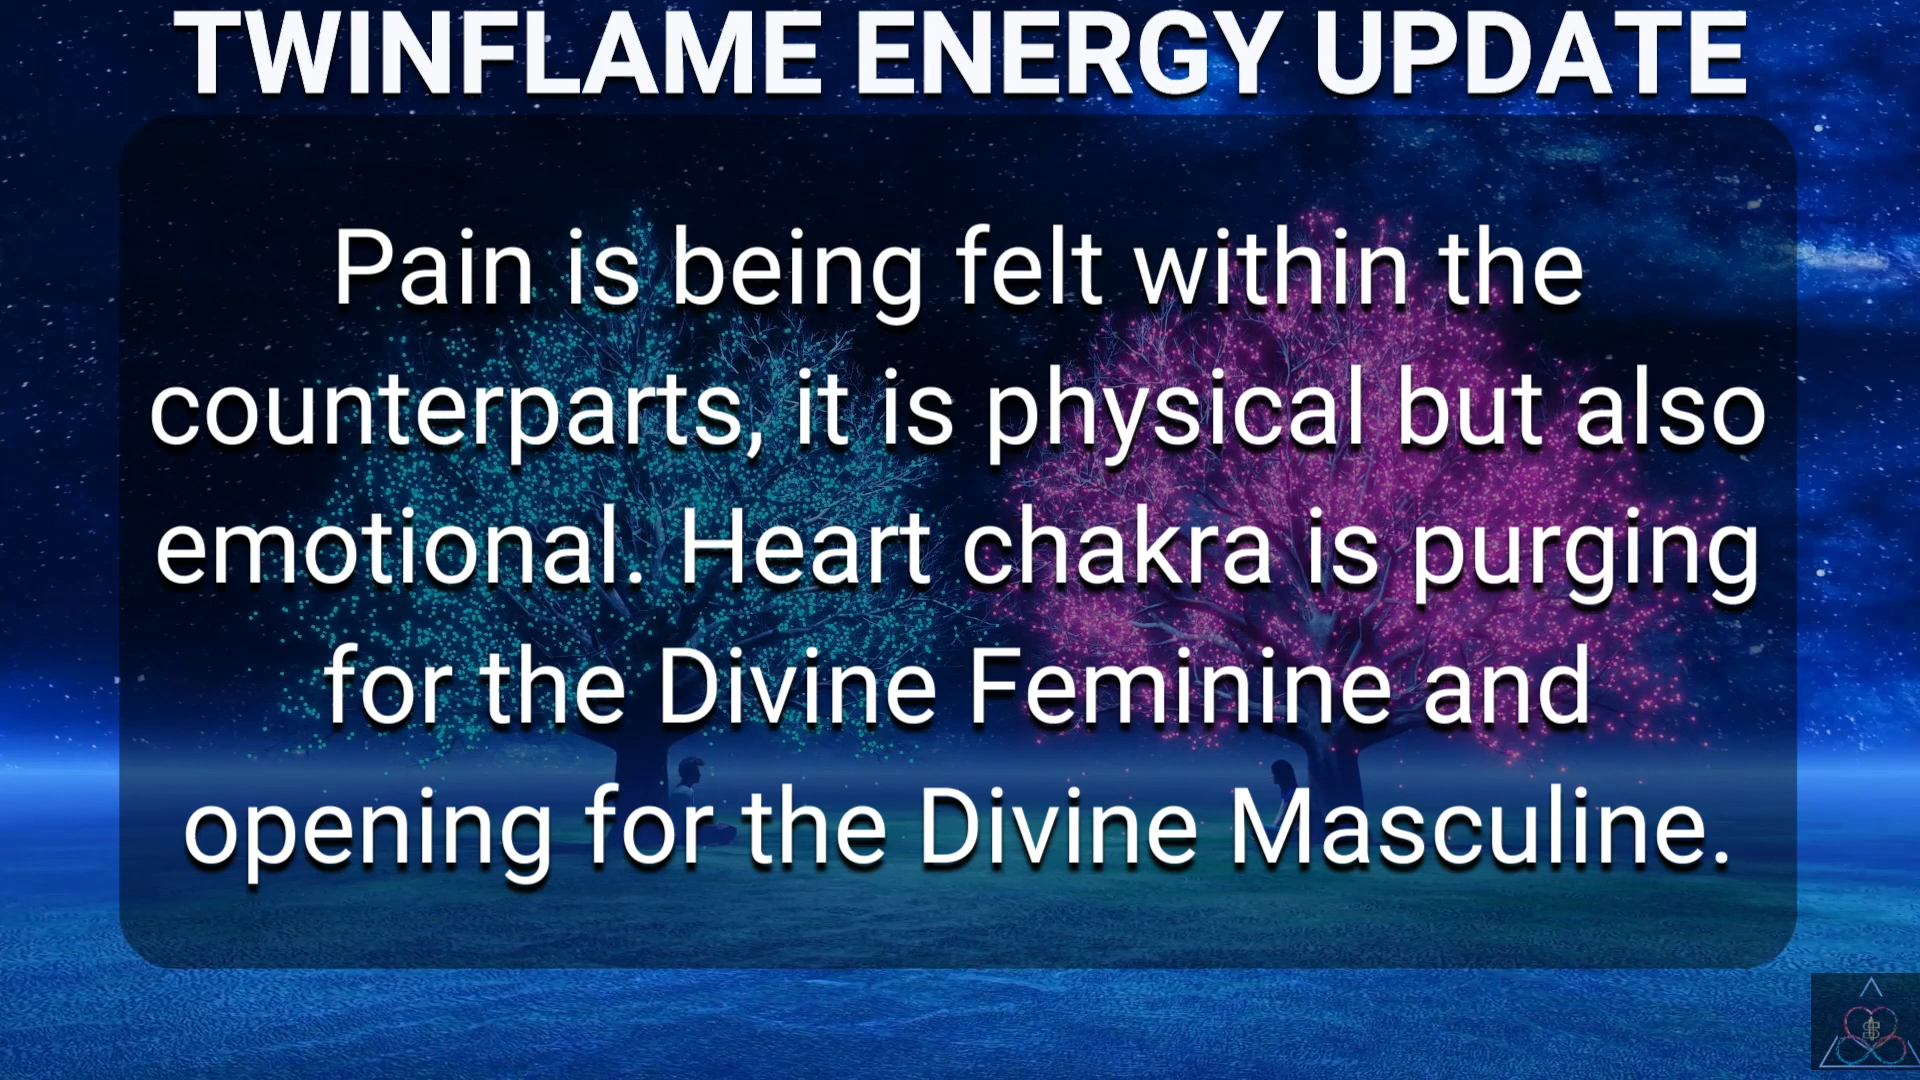 TWINFLAME ENERGY UPDATE
Pain is being felt within the
counterparts, it is physical but also
emotional. Heart chakra is purging
for the Divine Feminine and
opening for the Divine Masculine.